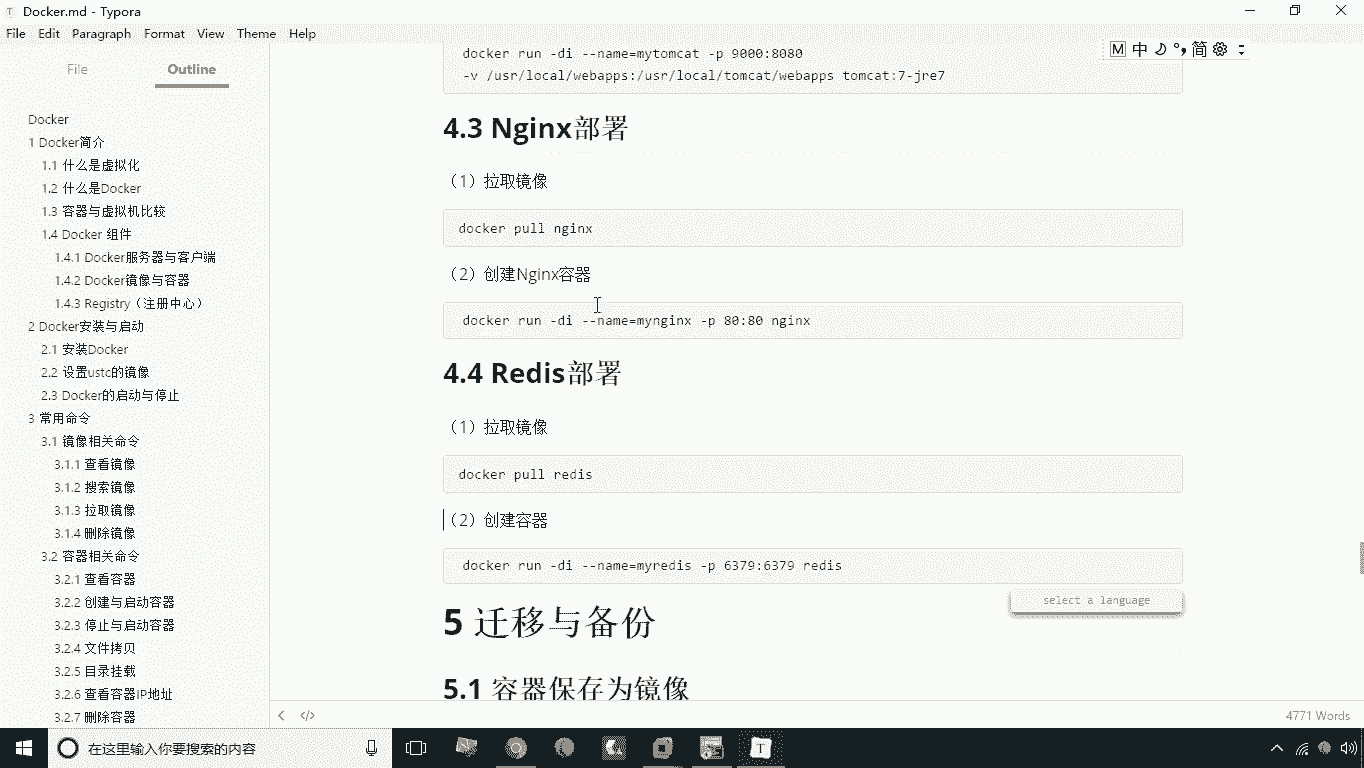 Docker.md - Typora
File Edit Paragraph Format View Theme Help
File Outline
Docker
1 Docker简介
1.1 什么是虚拟化
1.2 什么是Docker
1.3 容器与虚拟机比较
1.4 Docker 组件
1.4.1 Docker服务器与客户端
1.4.2 Docker镜像与容器
1.4.3 Registry（注册中心）
2 Docker安装与启动
2.1 安装Docker
2.2 设置ustc的镜像
2.3 Docker的启动与停止
3 常用命令
3.1 镜像相关命令
3.1.1 查看镜像
3.1.2 搜索镜像
3.1.3 拉取镜像
3.1.4 删除镜像
3.2 容器相关命令
3.2.1 查看容器
3.2.2 创建与启动容器
3.2.3 停止与启动容器
3.2.4 文件拷贝
3.2.5 目录挂载
3.2.6 查看容器IP地址
3.2.7 删除容器
docker run -di --name=mytomcat -p 9000:8080
-v /usr/local/webapps:/usr/local/tomcat/webapps tomcat:7-jre7
M 中 简
4.3 Nginx部署
（1）拉取镜像
docker pull nginx
（2）创建Nginx容器
docker run -di --name=mynginx -p 80:80 nginx
4.4 Redis部署
（1）拉取镜像
docker pull redis
（2）创建容器
docker run -di --name=myredis -p 6379:6379 redis
select a language
5 迁移与备份
5.1 容器保存为镜像
4771 Words
在这里输入你要搜索的内容
T